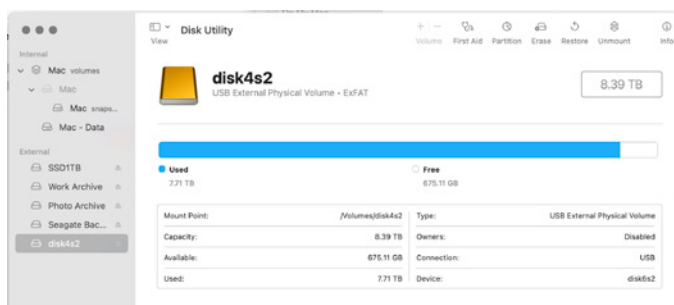 Disk Utility
View
Volume First Aid Partition Erase Restore Unmount Info
Internal
Mac volumes
Mac
Mac snaps...
Mac - Data
External
SSD1TB
Work Archive
Photo Archive
Seagate Bac...
disk4s2
disk4s2
USB External Physical Volume • ExFAT
8.39 TB
Used
7.71 TB
Free
675.11 GB
Mount Point: /Volumes/disk4s2 Type: USB External Physical Volume
Capacity: 8.39 TB Owners: Disabled
Available: 675.11 GB Connection: USB
Used: 7.71 TB Device: disk6s2